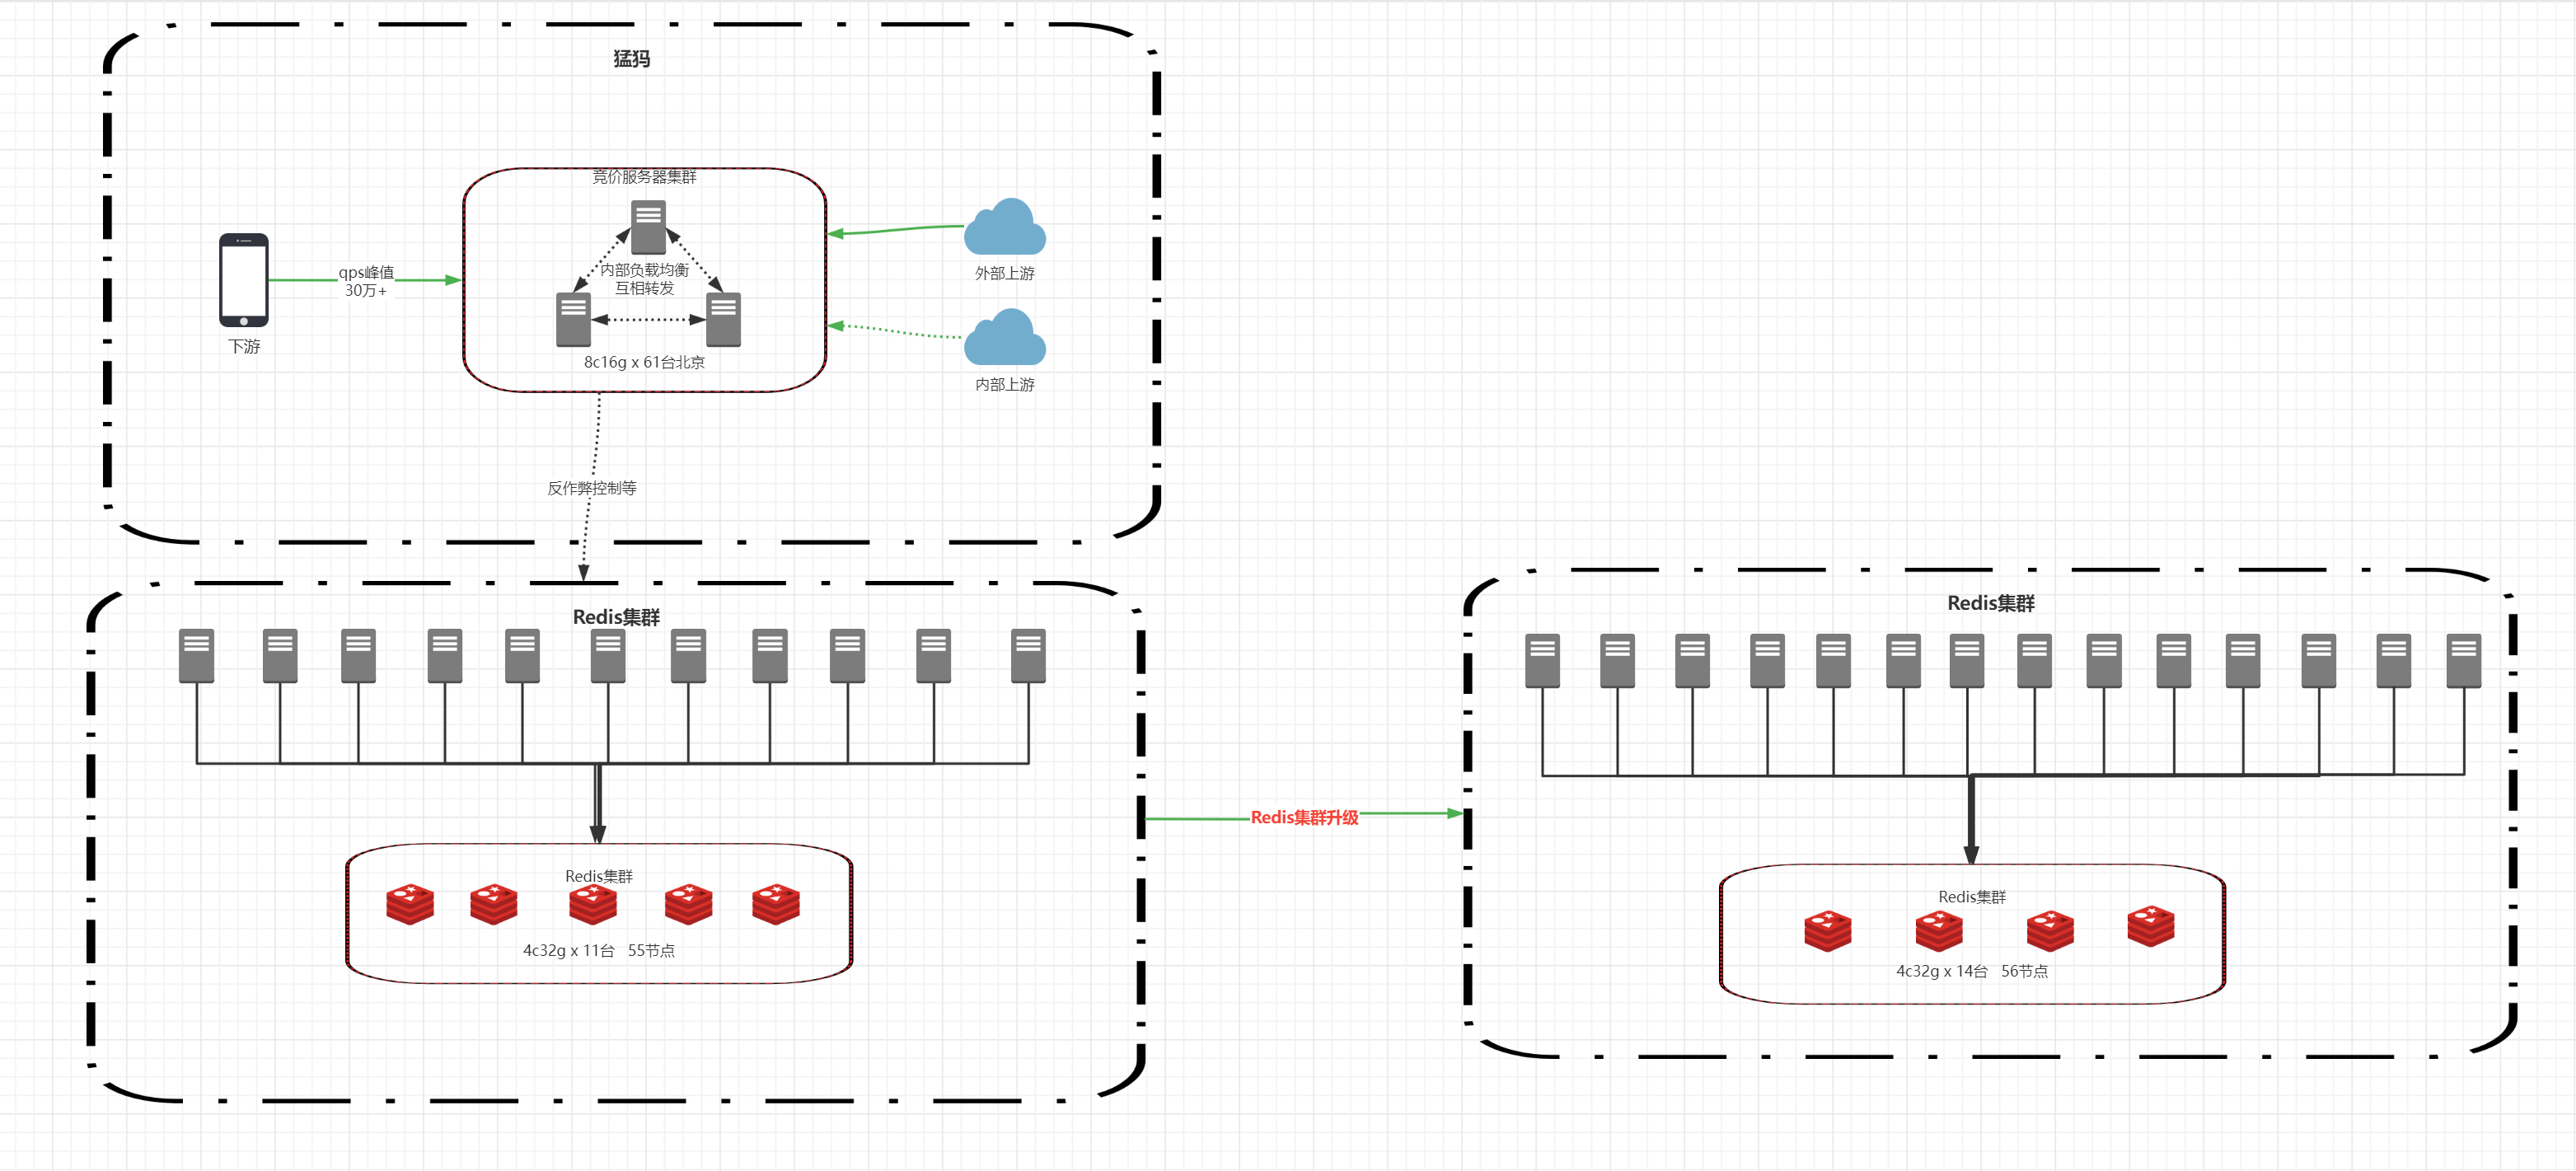 猛犸
竞价服务器集群
内部负载均衡
互相转发
8c16g x 61台北京
qps峰值
30万+
下游
外部上游
内部上游
反作弊控制等
Redis集群
Redis集群
4c32g x 11台 55节点
Redis集群升级
Redis集群
Redis集群
4c32g x 14台 56节点